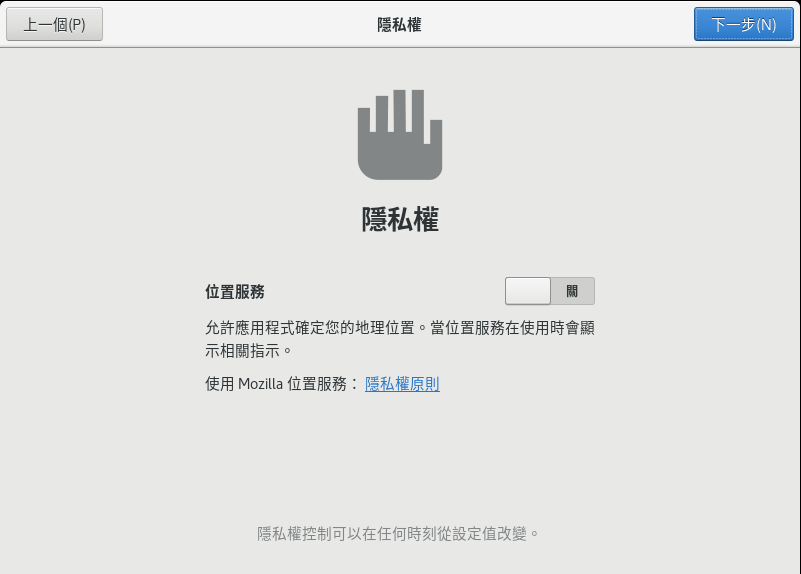 上一個(P)
隱私權
下一步(N)
隱私權
位置服務
關
允許應用程式確定您的地理位置。當位置服務在使用時會顯
示相關指示。
使用 Mozilla 位置服務： 隱私權原則
隱私權控制可以在任何時刻從設定值改變。